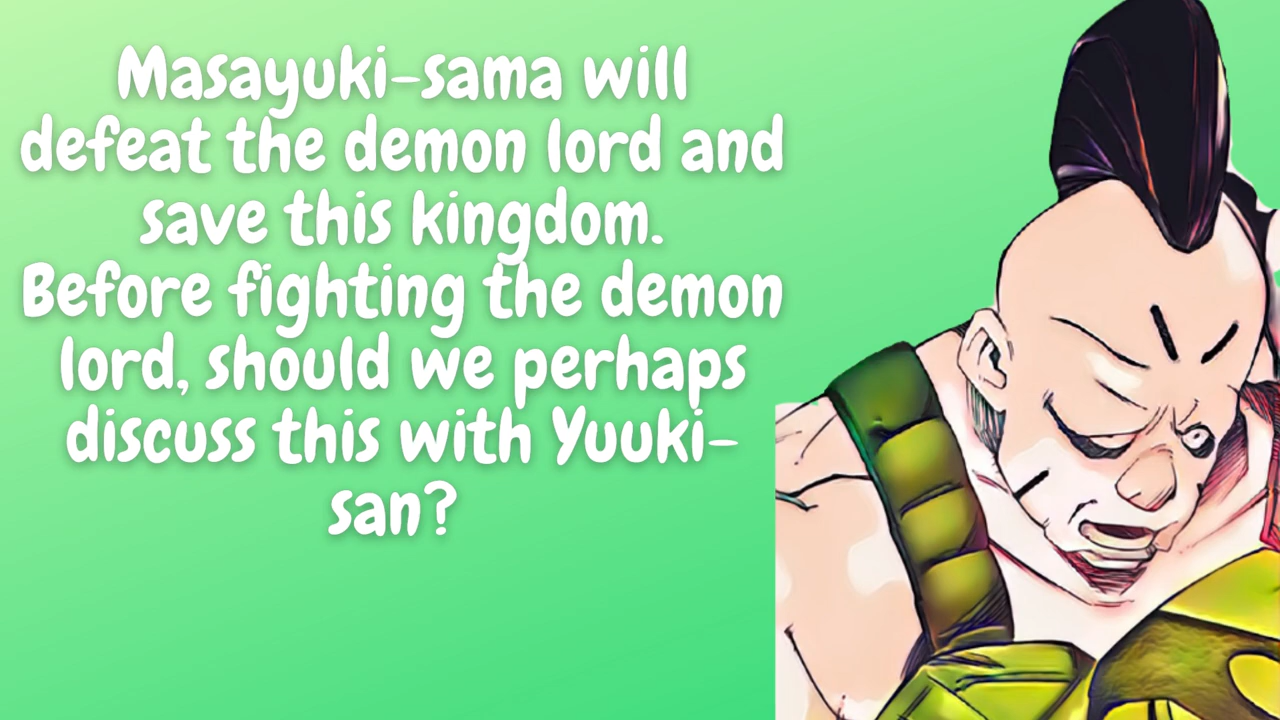 Masayuki-sama will
defeat the demon lord and
save this kingdom.
Before fighting the demon
lord, should we perhaps
discuss this with Yuuki-
san?